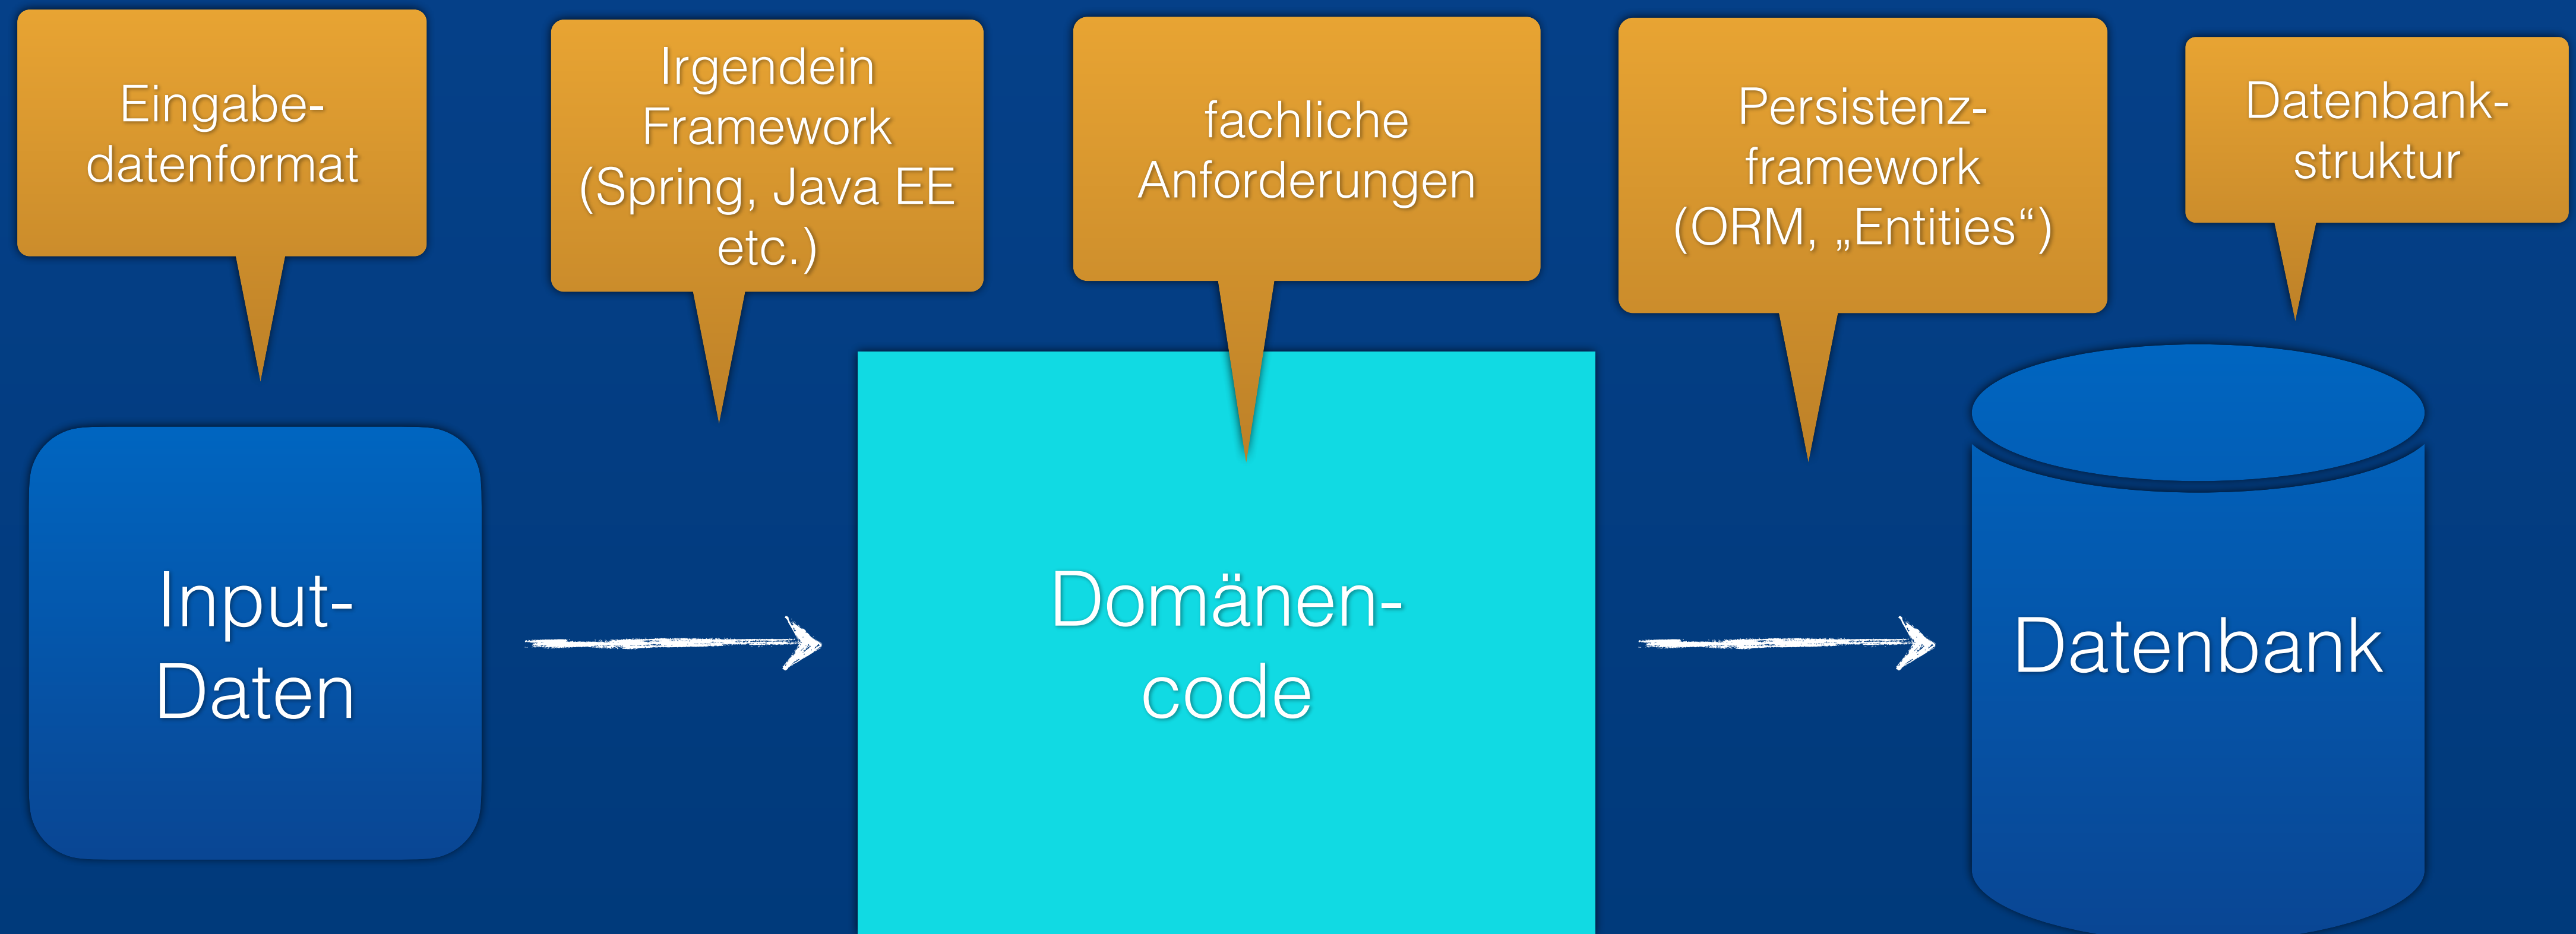 Eingabe-
datenformat
Irgendein
Framework
(Spring, Java EE
etc.)
fachliche
Anforderungen
Persistenz-
framework
(ORM, „Entities“)
Datenbank-
struktur
Input-
Daten
Domänen-
code
Datenbank